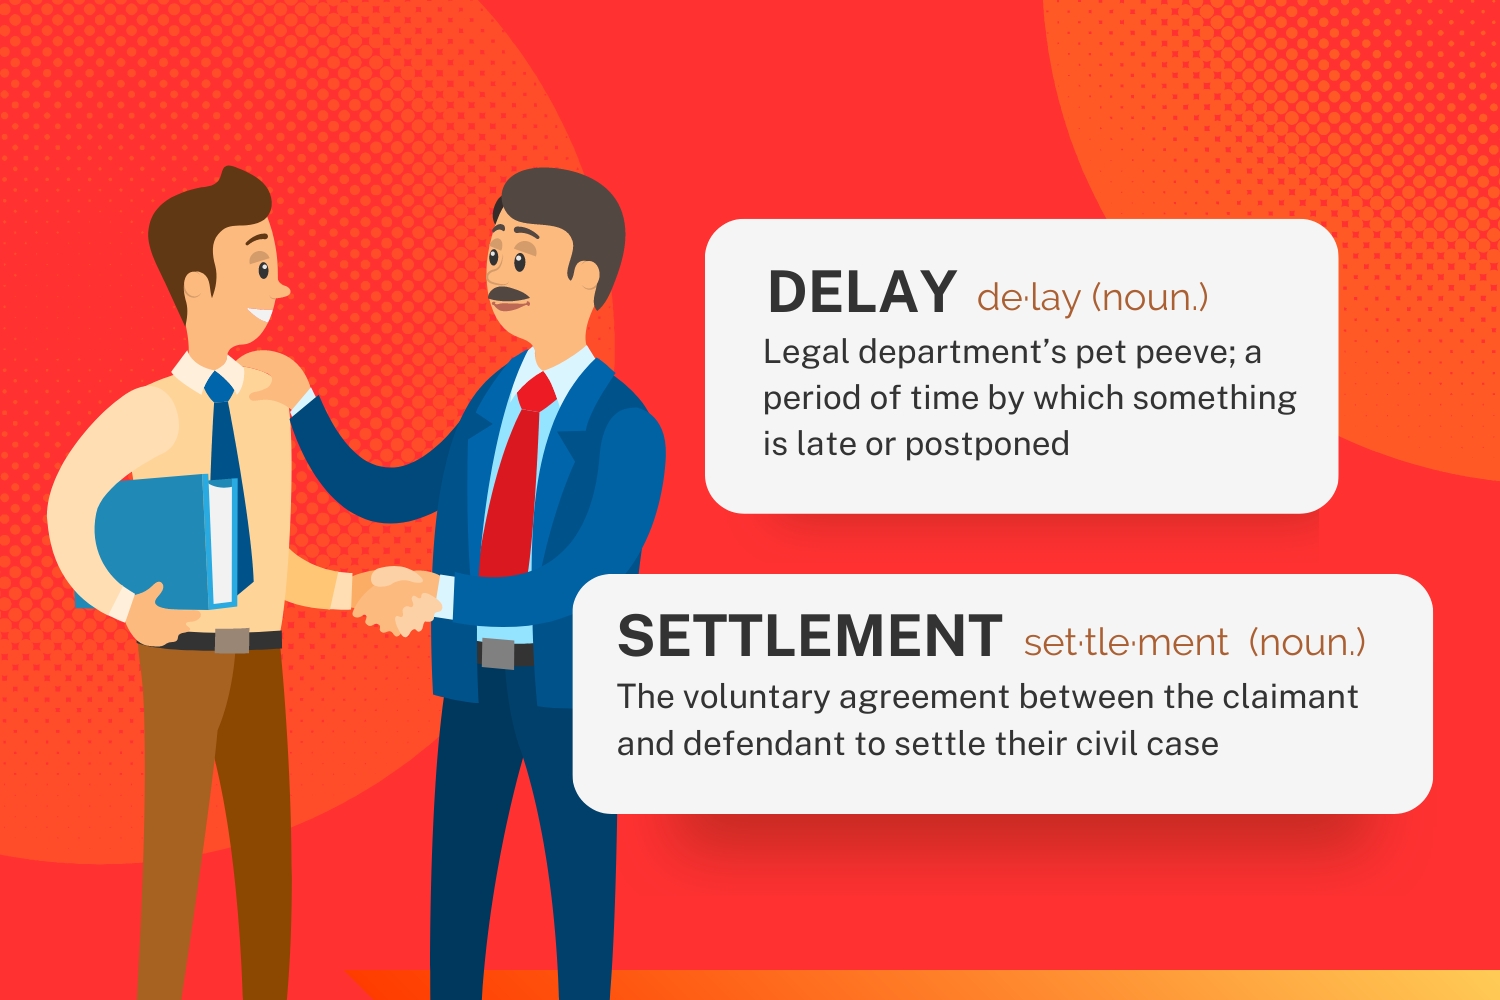 DELAY de·lay (noun.)
Legal department’s pet peeve; a
period of time by which something
is late or postponed
SETTLEMENT set·tle·ment (noun.)
The voluntary agreement between the claimant
and defendant to settle their civil case